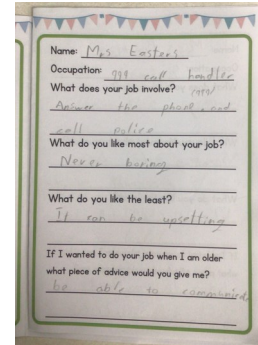 Name: Mrs Easters
Occupation: 999 call handler
What does your job involve?
Answer the phone and
call police
What do you like most about your job?
Never boring
What do you like the least?
It can be upsetting
If I wanted to do your job when I am older
what piece of advice would you give me?
be able to